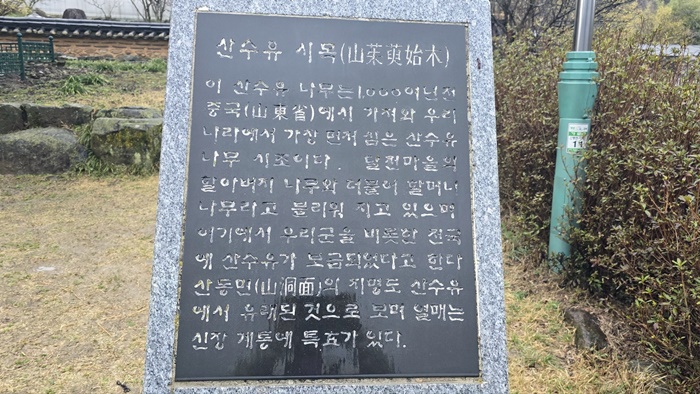 산수유 시목(山茱萸始木)
이 산수유 나무는 1,000여년전
중국(山東省)에서 가져와 우리
나라에서 가장 먼저 심은 산수유
나무 시조이다. 달전마을의
할아버지 나무와 더불어 할머니
나무라고 불리워 지고 있으며
여기에서 우리군을 비롯한 전국
에 산수유가 보급되었다고 한다
산동면(山洞面)의 지명도 산수유
에서 유래된 것으로 보며 열매는
신장 계통에 특효가 있다.